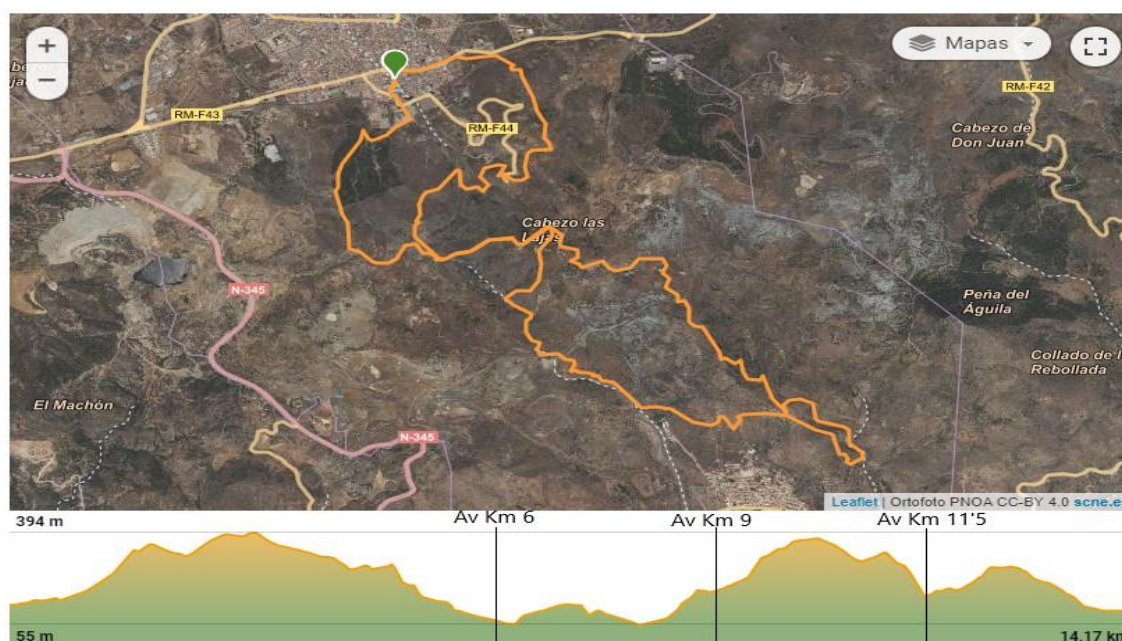 +
−
Mapas
RM-F43
RM-F44
RM-F42
Cabezo de
Don Juan
Cabezo las
Lajas
N-345
Peña del
Águila
Collado de l
Rebollada
El Machón
N-345
Leaflet | Ortofoto PNOA CC-BY 4.0 scne.e
394 m
Av Km 6
Av Km 9
Av Km 11'5
55 m
14.17 km